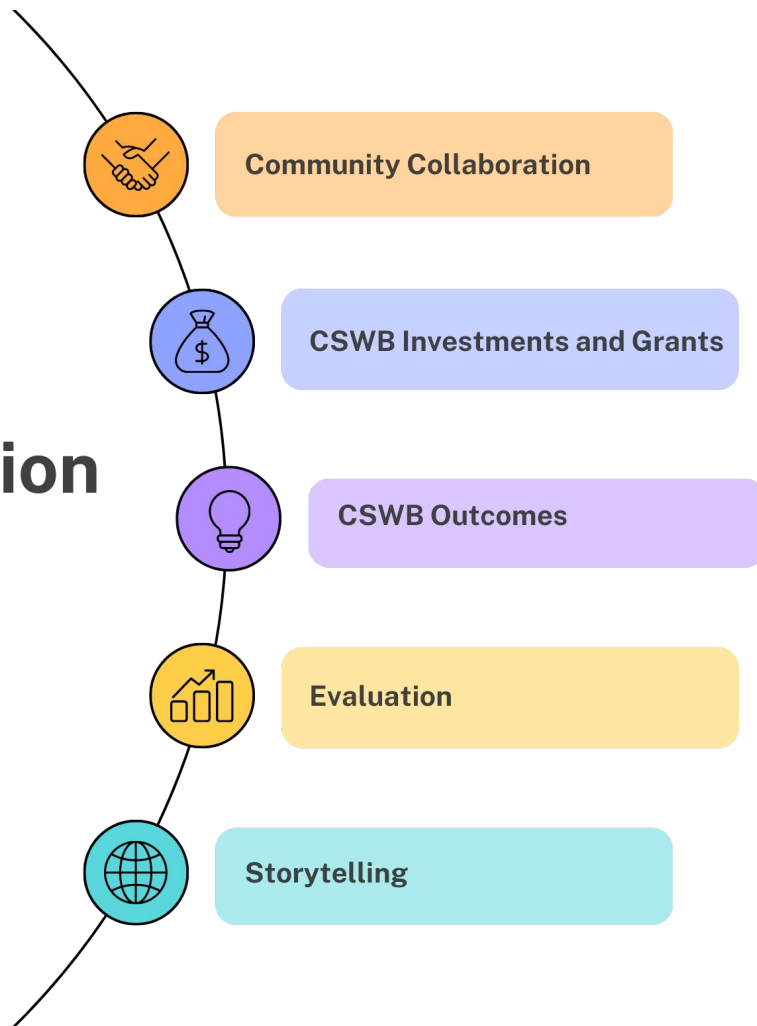 Community Collaboration
CSWB Investments and Grants
ion
CSWB Outcomes
Evaluation
Storytelling